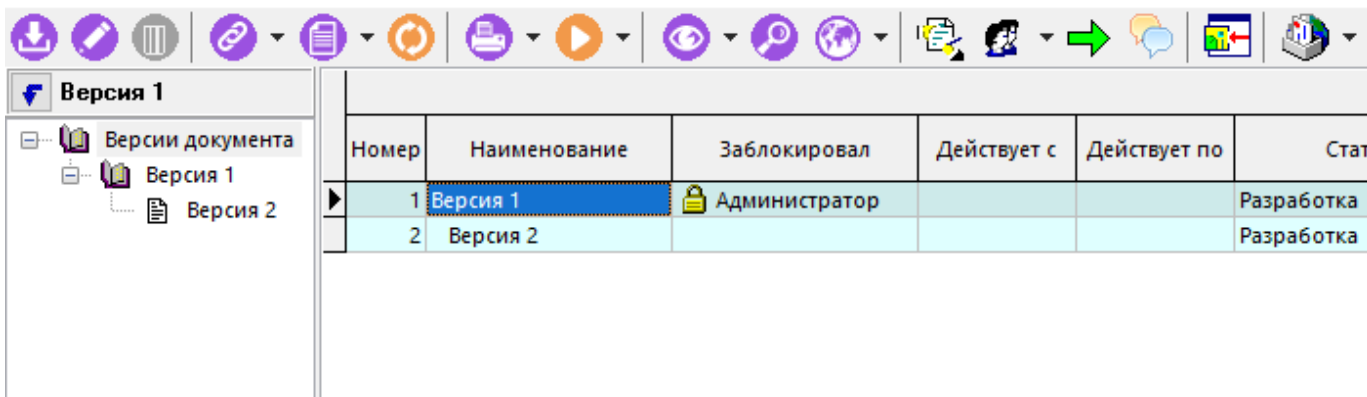 Версия 1
Версии документа
Версия 1
Версия 2
Номер Наименование Заблокировал Действует с Действует по Стат
1 Версия 1 Администратор Разработка
2 Версия 2 Разработка